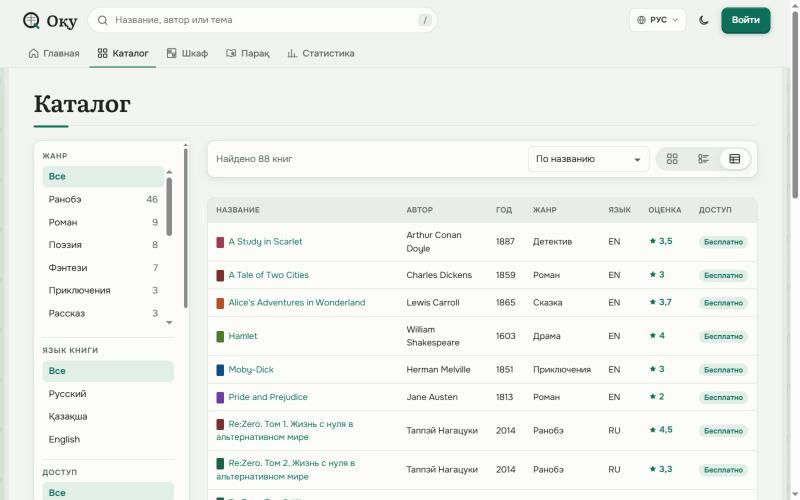 Оқу
Название, автор или тема
/
РУС
Войти
Главная
Каталог
Шкаф
Парақ
Статистика
Каталог
ЖАНР
Все
Ранобэ 46
Роман 9
Поэзия 8
Фэнтези 7
Приключения 3
Рассказ 3
ЯЗЫК КНИГИ
Все
Русский
Қазақша
English
ДОСТУП
Все
Найдено 88 книг
По названию
НАЗВАНИЕ АВТОР ГОД ЖАНР ЯЗЫК ОЦЕНКА ДОСТУП
A Study in Scarlet Arthur Conan Doyle 1887 Детектив EN ★ 3,5 Бесплатно
A Tale of Two Cities Charles Dickens 1859 Роман EN ★ 3 Бесплатно
Alice's Adventures in Wonderland Lewis Carroll 1865 Сказка EN ★ 3,7 Бесплатно
Hamlet William Shakespeare 1603 Драма EN ★ 4 Бесплатно
Moby-Dick Herman Melville 1851 Приключения EN ★ 3 Бесплатно
Pride and Prejudice Jane Austen 1813 Роман EN ★ 2 Бесплатно
Re:Zero. Том 1. Жизнь с нуля в альтернативном мире Таппэй Нагацуки 2014 Ранобэ RU ★ 4,5 Бесплатно
Re:Zero. Том 2. Жизнь с нуля в альтернативном мире Таппэй Нагацуки 2014 Ранобэ RU ★ 3,3 Бесплатно